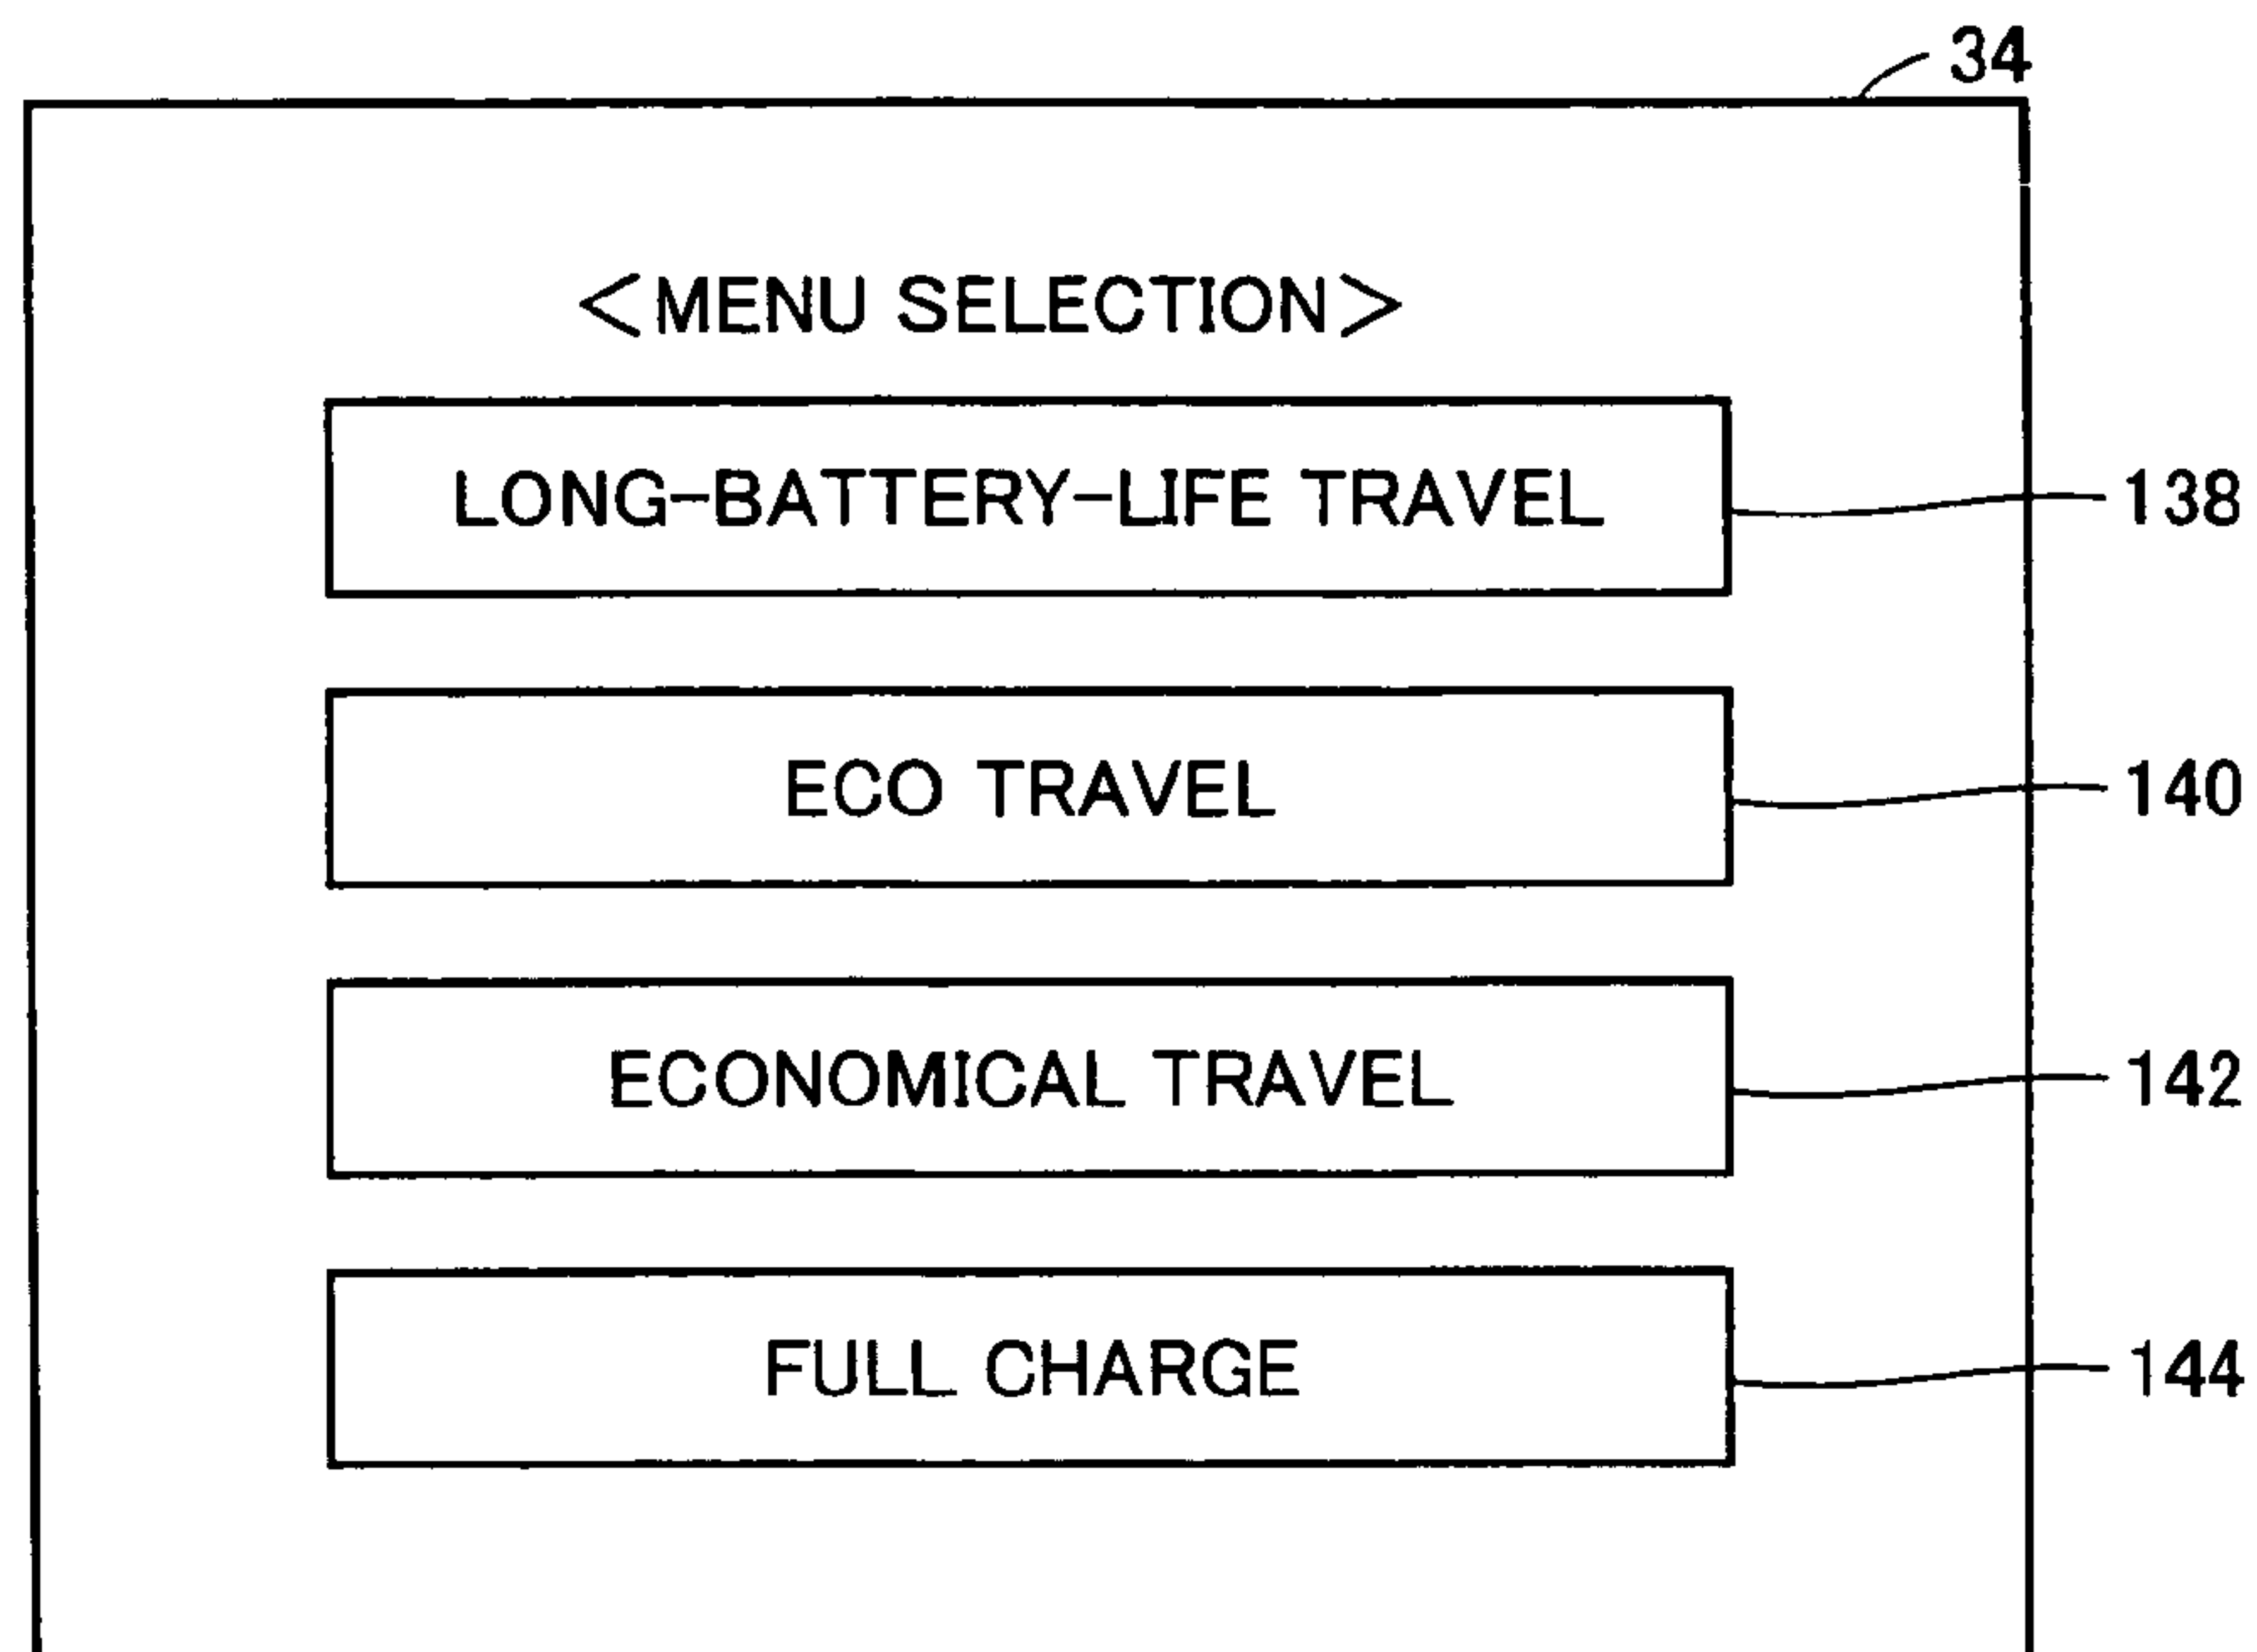 34
<MENU SELECTION>
LONG-BATTERY-LIFE TRAVEL 138
ECO TRAVEL 140
ECONOMICAL TRAVEL 142
FULL CHARGE 144